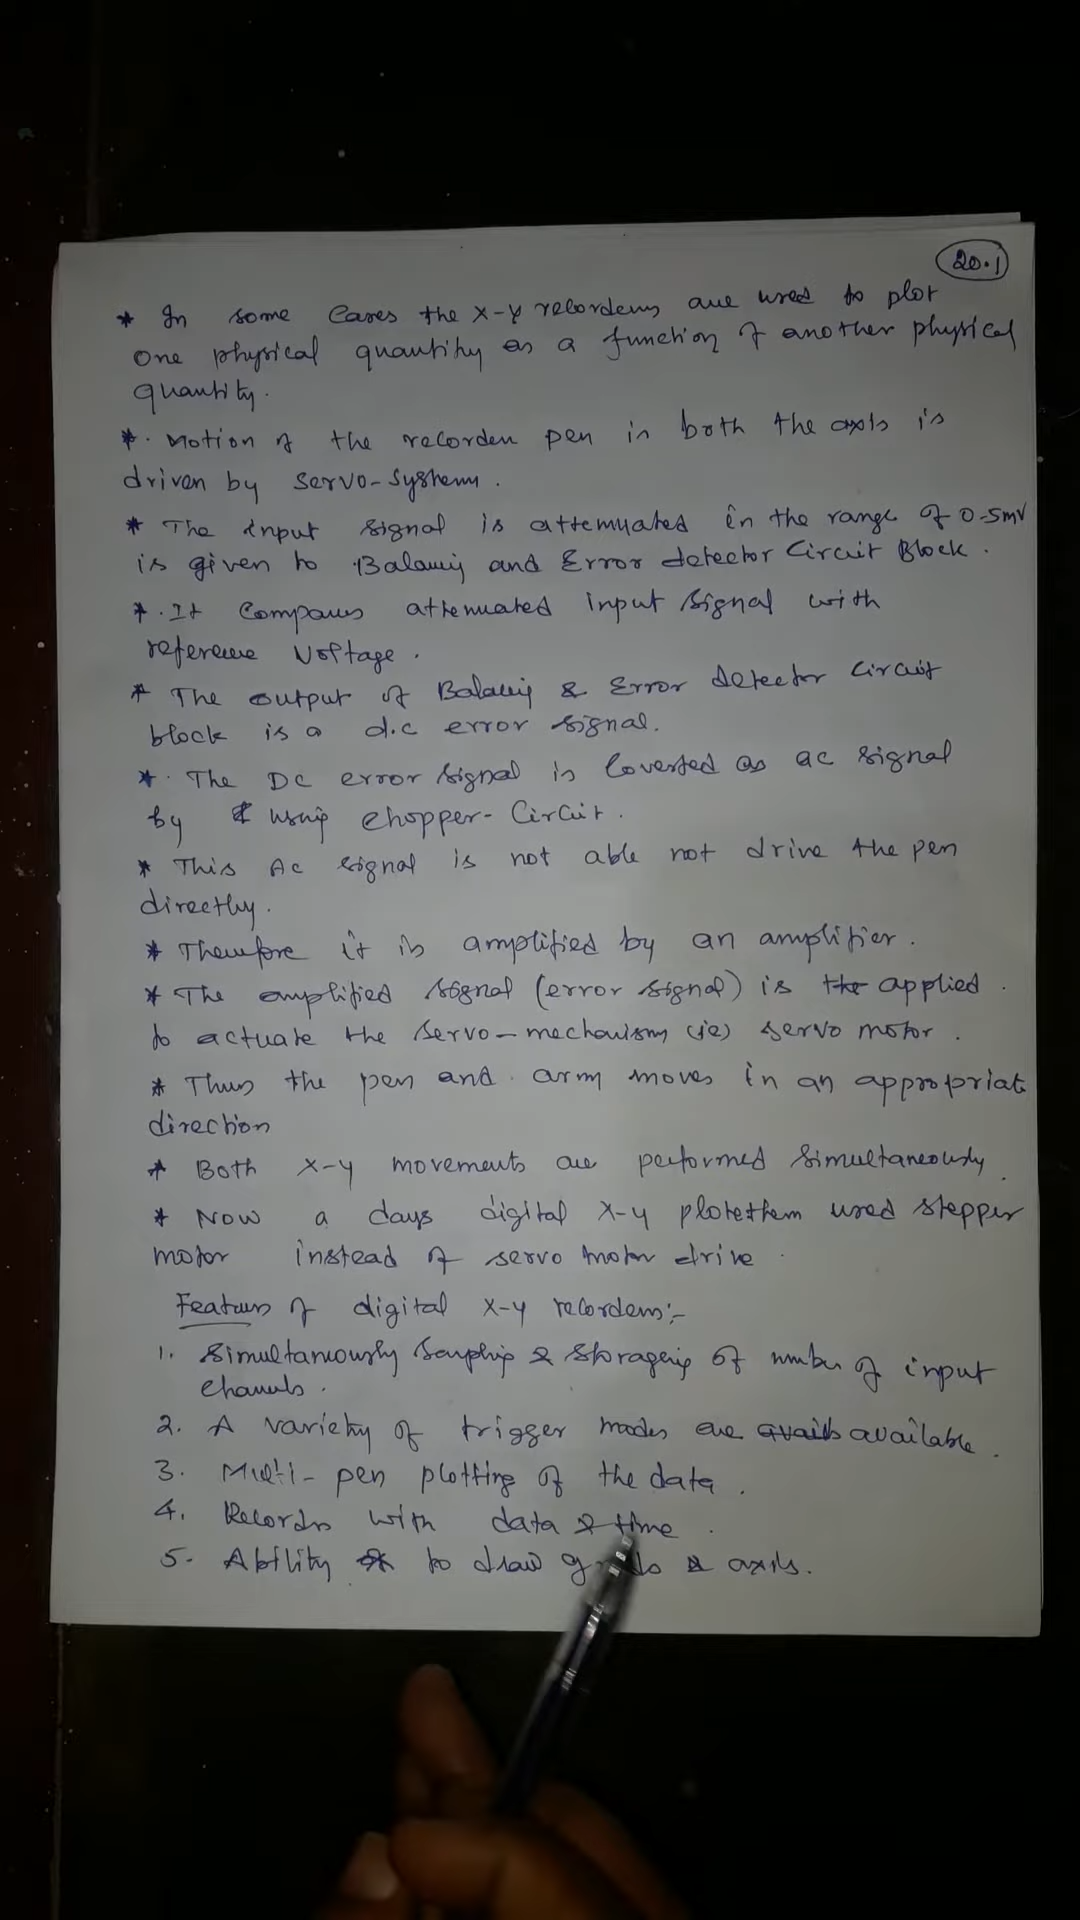 20.1
* In some Cases the X-Y recorders are used to plot
one physical quantity as a function of another physical
quantity.
*. Motion of the recorder pen in both the axis is
driven by servo-system.
* The input signal is attenuated in the range of 0-5mV
is given to Balancing and Error detector Circuit Block.
*. It Compares attenuated input signal with
reference Voltage.
* The output of Balancing & Error detector Circuit
block is a d.c error signal.
*. The DC error signal is Coverted as ac signal
by using chopper-Circuit.
* This Ac signal is not able not drive the pen
directly.
* Therefore it is amplified by an amplifier.
* The amplified signal (error signal) is the applied
to actuate the servo-mechanism (ie) servo motor.
* Thus the pen and arm moves in an appropriate
direction
* Both X-Y movements are performed simultaneously
* Now a days digital X-Y used stepper
motor instead of servo motor drive
Features of digital X-Y recorders:-
1. Simultaneously Sampling & Storageing of number of input
Channels.
2. A variety of trigger modes are avails available.
3. Multi-pen plotting of the data.
4. Records with data & time.
5. Ability to draw & axis.